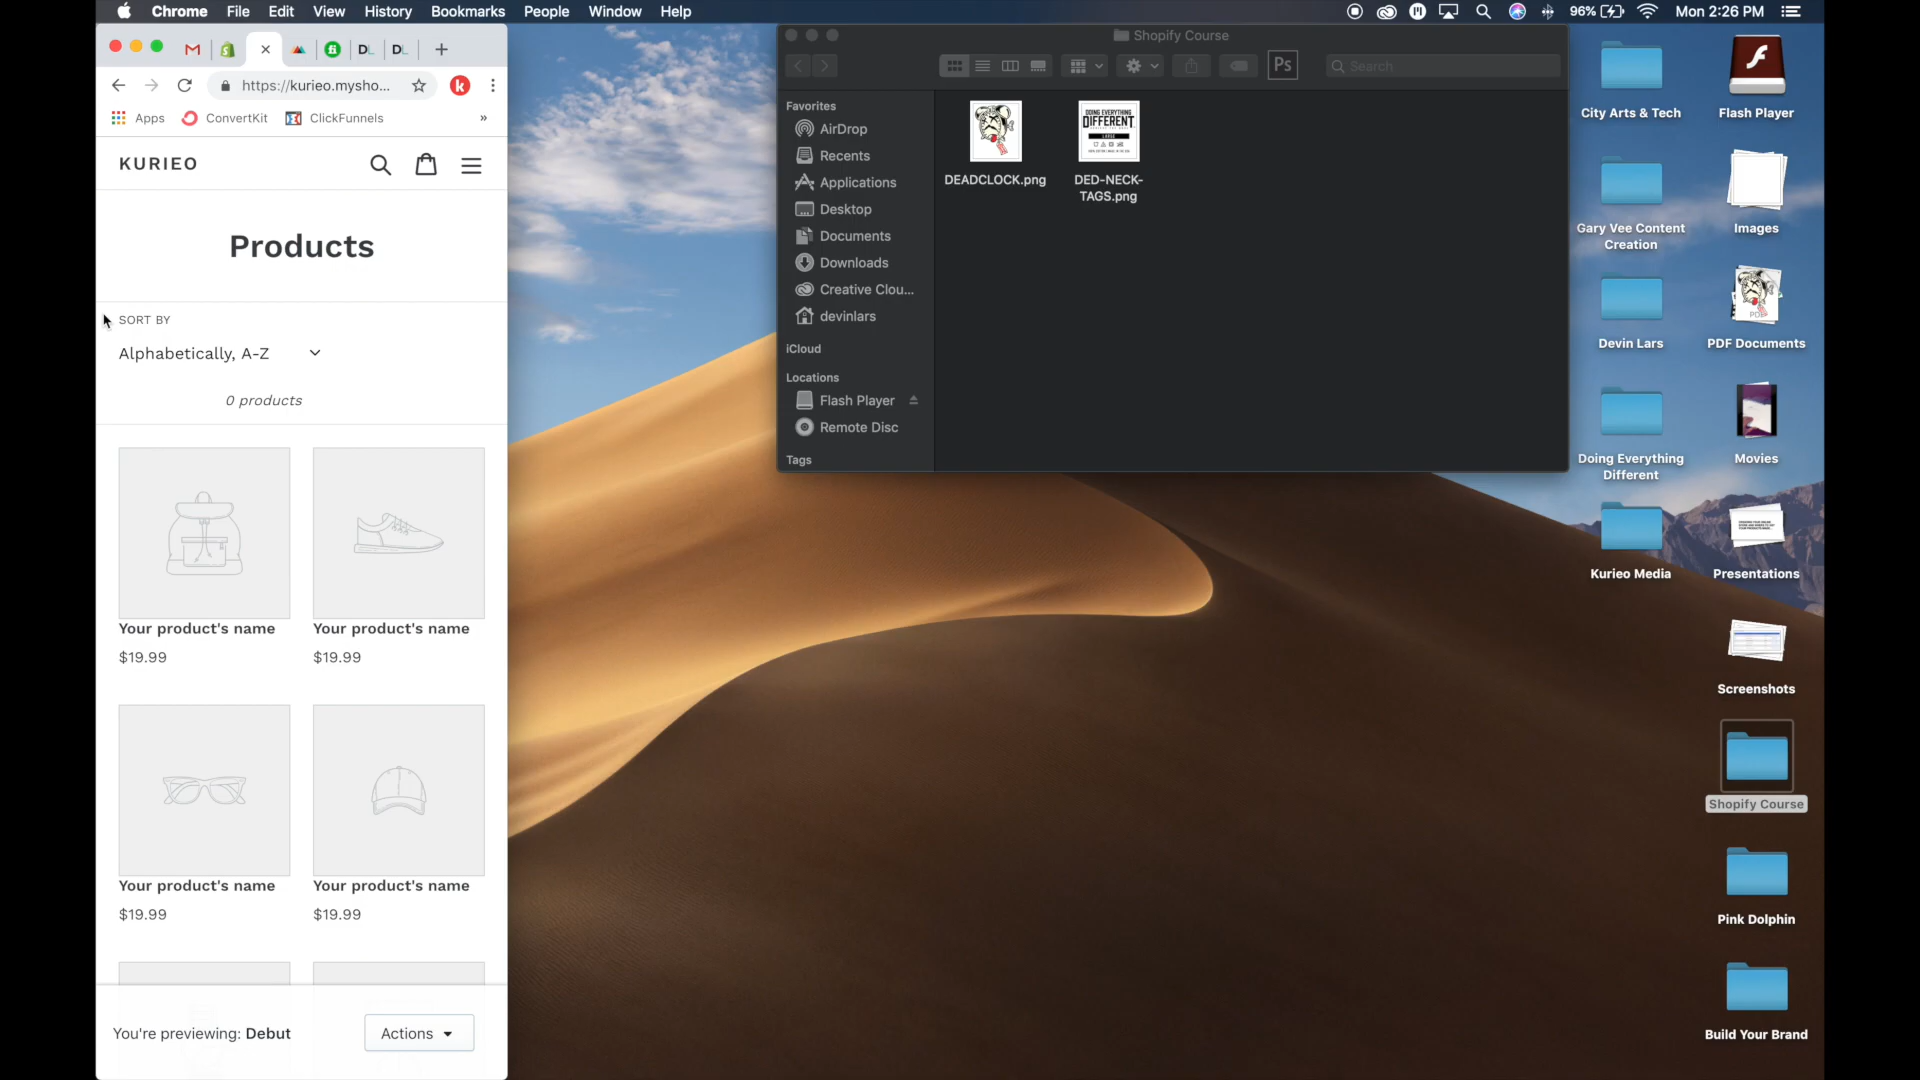 Chrome File Edit View History Bookmarks People Window Help
96% Mon 2:26 PM
https://kurieo.mysho...
k
Apps ConvertKit ClickFunnels »
KURIEO
Products
SORT BY
Alphabetically, A-Z
0 products
Your product's name
$19.99
Your product's name
$19.99
Your product's name
$19.99
Your product's name
$19.99
You're previewing: Debut
Actions
Shopify Course
Ps
Search
Favorites
AirDrop
Recents
Applications
Desktop
Documents
Downloads
Creative Clou...
devinlars
iCloud
Locations
Flash Player
Remote Disc
Tags
DOING EVERYTHING
DIFFERENT
LARGE
DEADCLOCK.png
DED-NECK-
TAGS.png
City Arts & Tech
Flash Player
Gary Vee Content
Creation
Images
Devin Lars
PDF Documents
Doing Everything
Different
Movies
Kurieo Media
Presentations
Screenshots
Shopify Course
Pink Dolphin
Build Your Brand